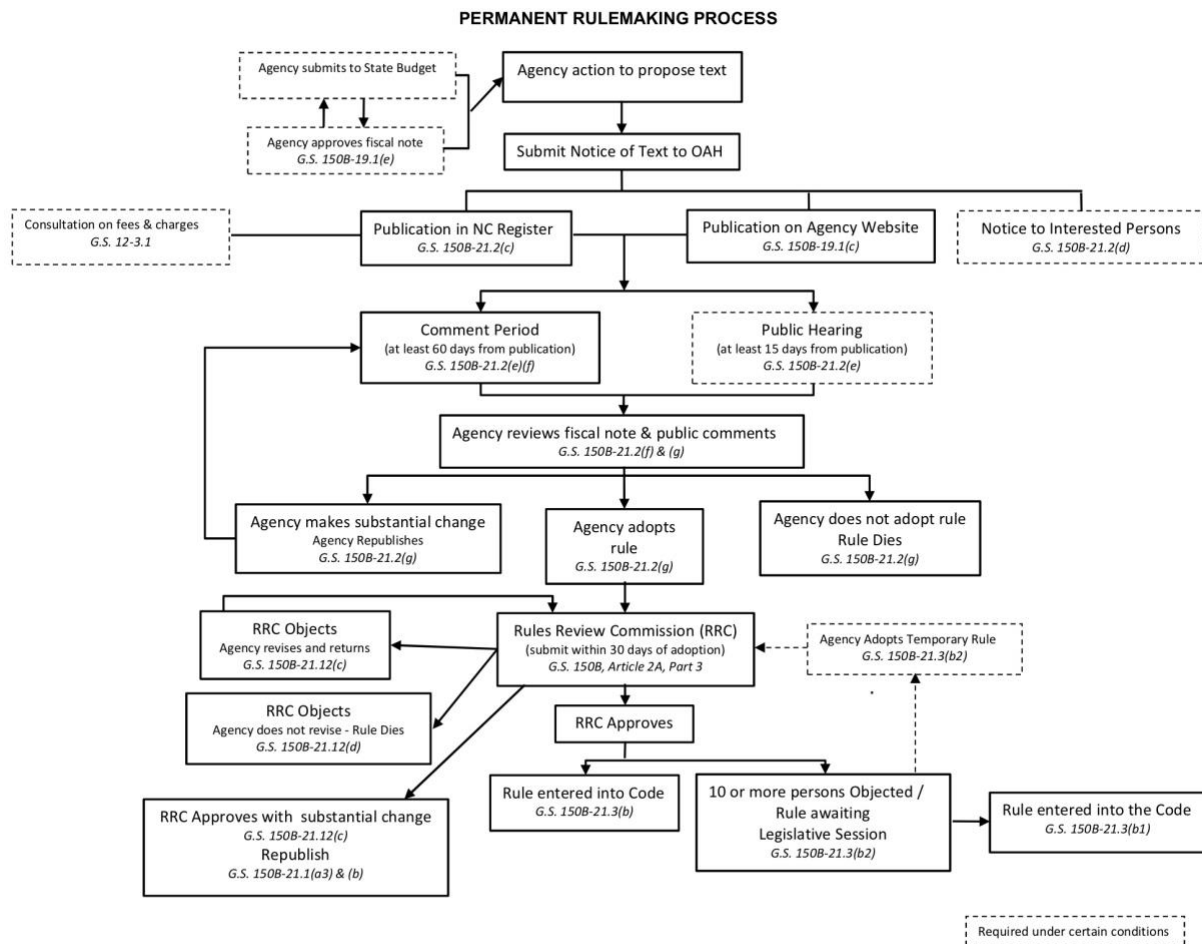 PERMANENT RULEMAKING PROCESS
Agency submits to State Budget
Agency approves fiscal note
G.S. 150B-19.1(e)
Agency action to propose text
Submit Notice of Text to OAH
Consultation on fees & charges
G.S. 12-3.1
Publication in NC Register
G.S. 150B-21.2(c)
Publication on Agency Website
G.S. 150B-19.1(c)
Notice to Interested Persons
G.S. 150B-21.2(d)
Comment Period
(at least 60 days from publication)
G.S. 150B-21.2(e)(f)
Public Hearing
(at least 15 days from publication)
G.S. 150B-21.2(e)
Agency reviews fiscal note & public comments
G.S. 150B-21.2(f) & (g)
Agency makes substantial change
Agency Republishes
G.S. 150B-21.2(g)
Agency adopts
rule
G.S. 150B-21.2(g)
Agency does not adopt rule
Rule Dies
G.S. 150B-21.2(g)
RRC Objects
Agency revises and returns
G.S. 150B-21.12(c)
Rules Review Commission (RRC)
(submit within 30 days of adoption)
G.S. 150B, Article 2A, Part 3
Agency Adopts Temporary Rule
G.S. 150B-21.3(b2)
RRC Objects
Agency does not revise - Rule Dies
G.S. 150B-21.12(d)
RRC Approves
RRC Approves with substantial change
G.S. 150B-21.12(c)
Republish
G.S. 150B-21.1(a3) & (b)
Rule entered into Code
G.S. 150B-21.3(b)
10 or more persons Objected /
Rule awaiting
Legislative Session
G.S. 150B-21.3(b2)
Rule entered into the Code
G.S. 150B-21.3(b1)
Required under certain conditions